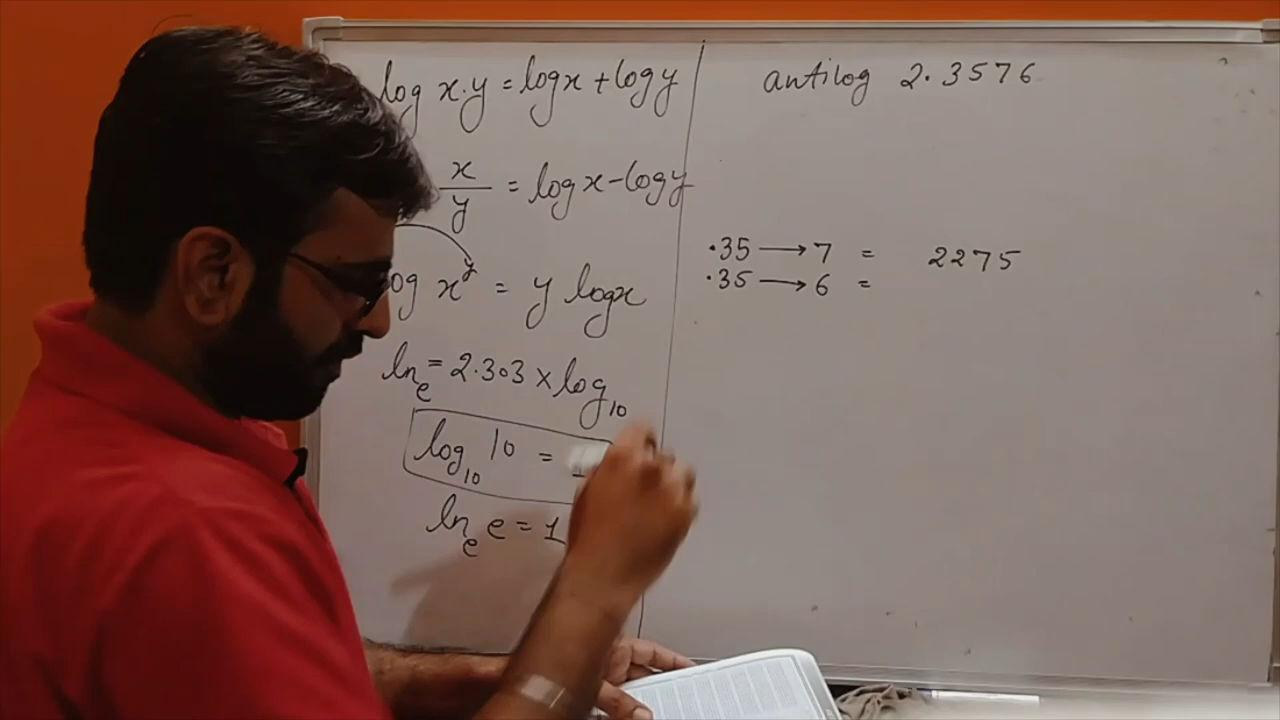 log x.y = log x + log y
x/y = log x - log y
og x^y = y log x
ln_e = 2.303 × log_10
log_10 10 = 1
ln_e e = 1
antilog 2.3576
.35 → 7 = 2275
.35 → 6 =